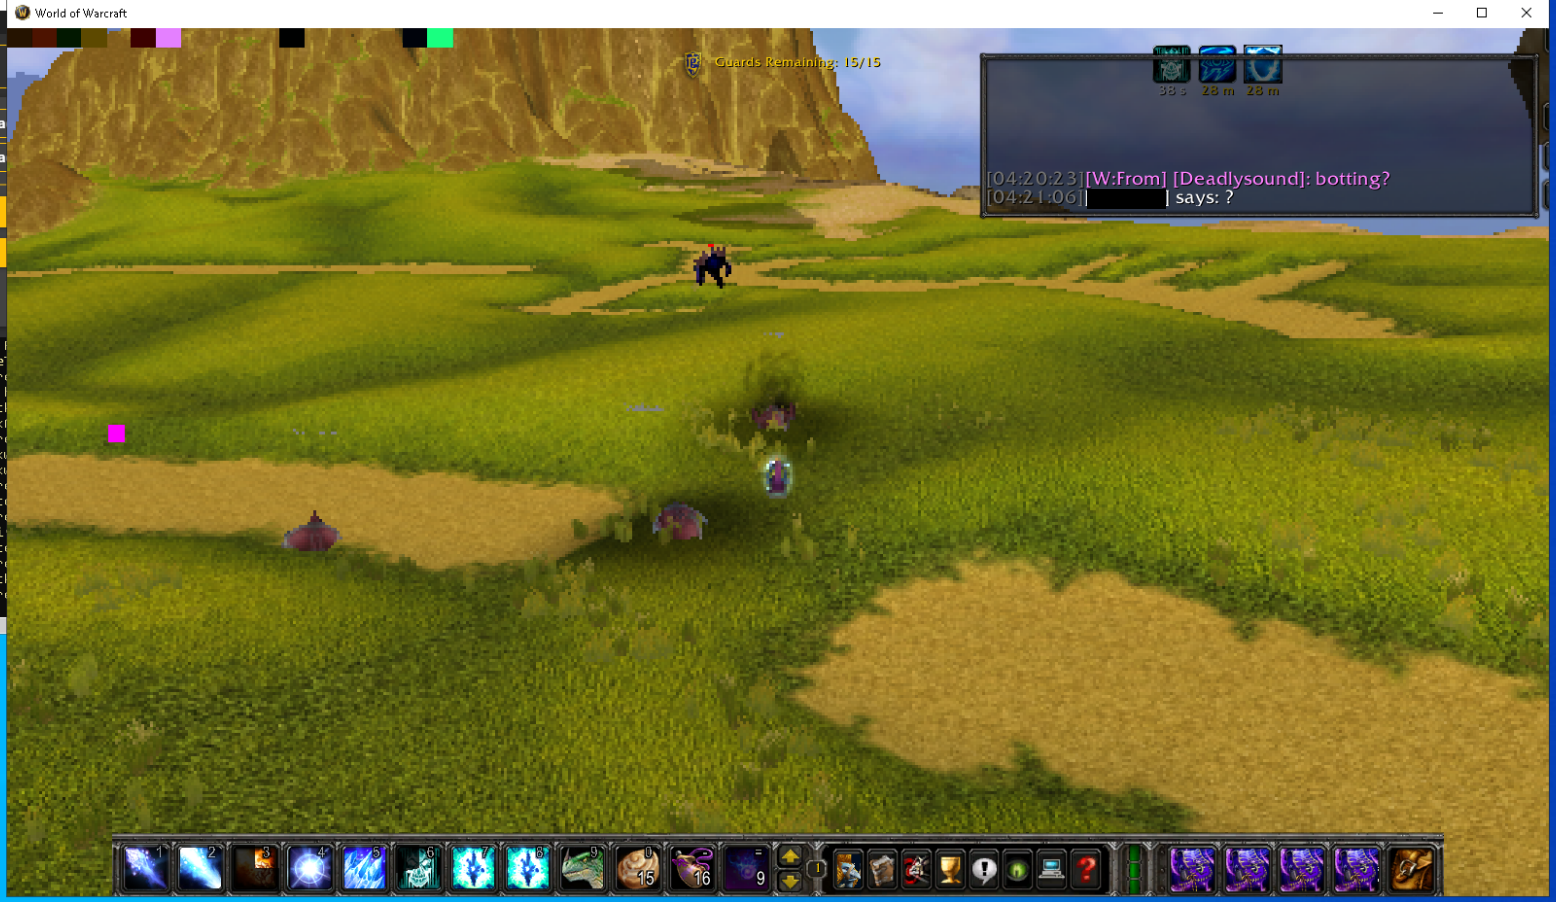 World of Warcraft
Guards Remaining: 15/15
38 s 28 m 28 m
[04:20:23][W:From] [Deadlysound]: botting?
[04:21:06][ ] says: ?
1 2 3 4 5 6 7 8 9 0 =
15 16 9 1